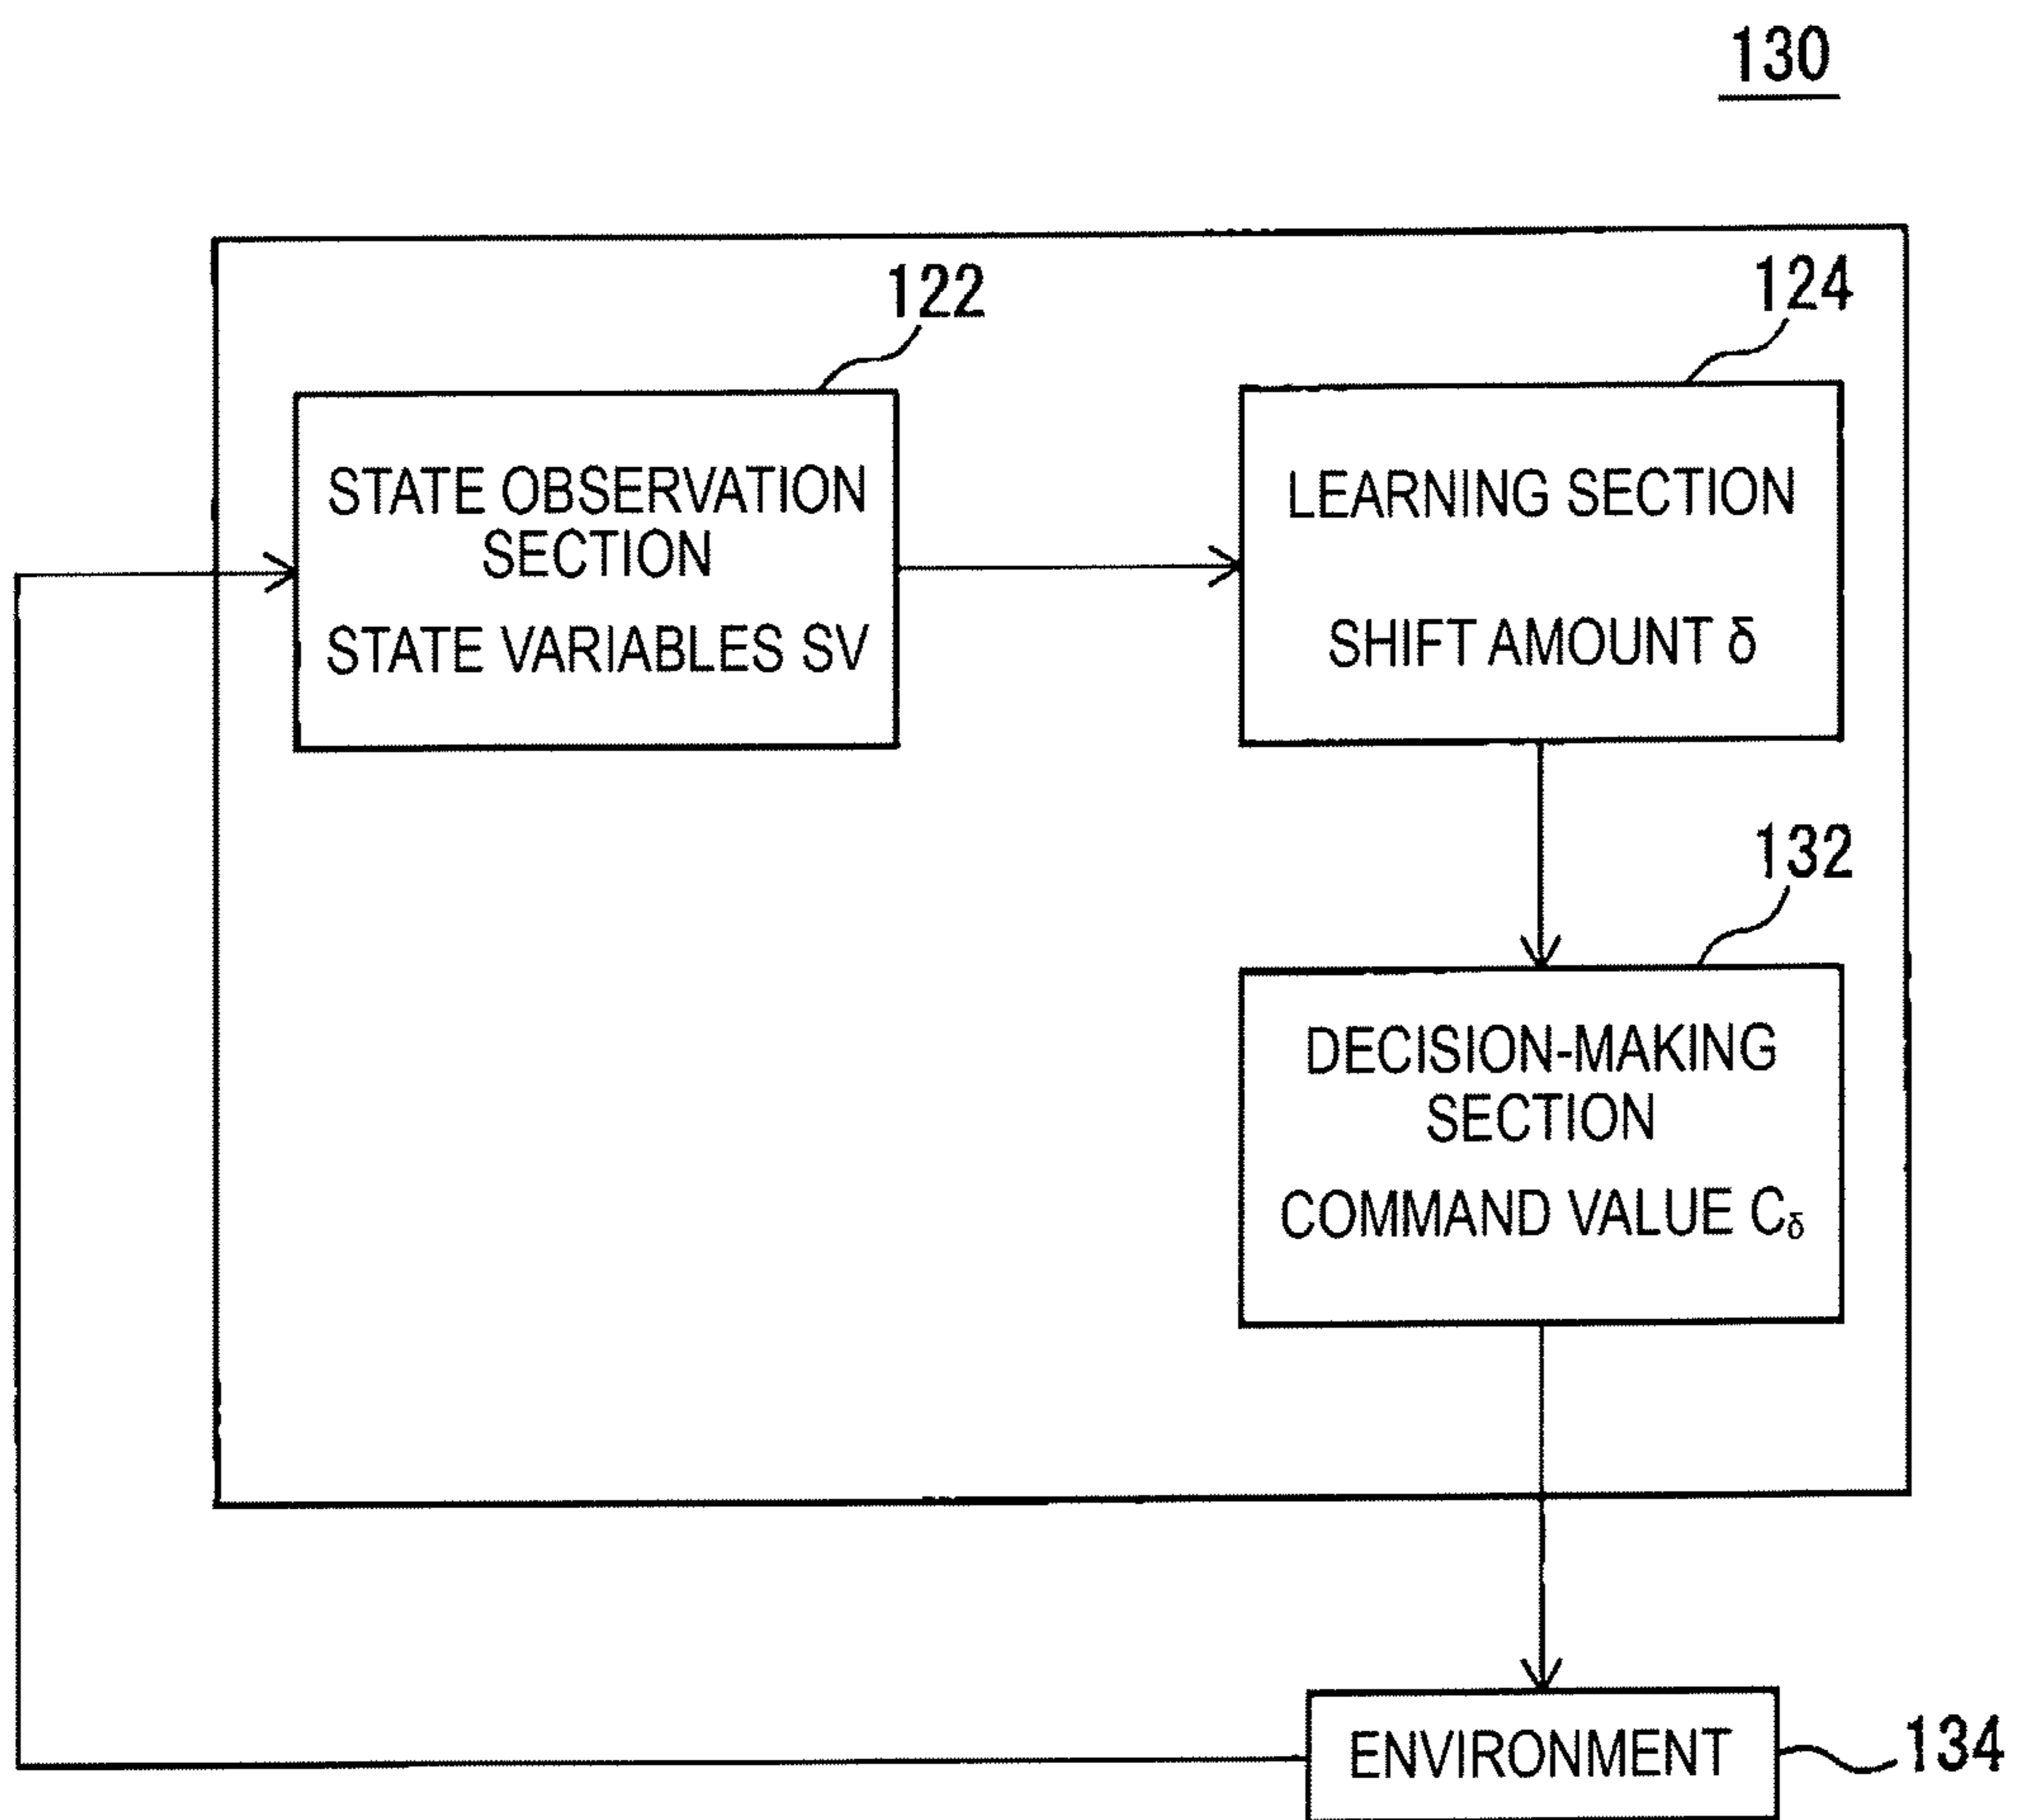 130
122
124
STATE OBSERVATION
SECTION
STATE VARIABLES SV
LEARNING SECTION
SHIFT AMOUNT δ
132
DECISION-MAKING
SECTION
COMMAND VALUE Cδ
ENVIRONMENT
134